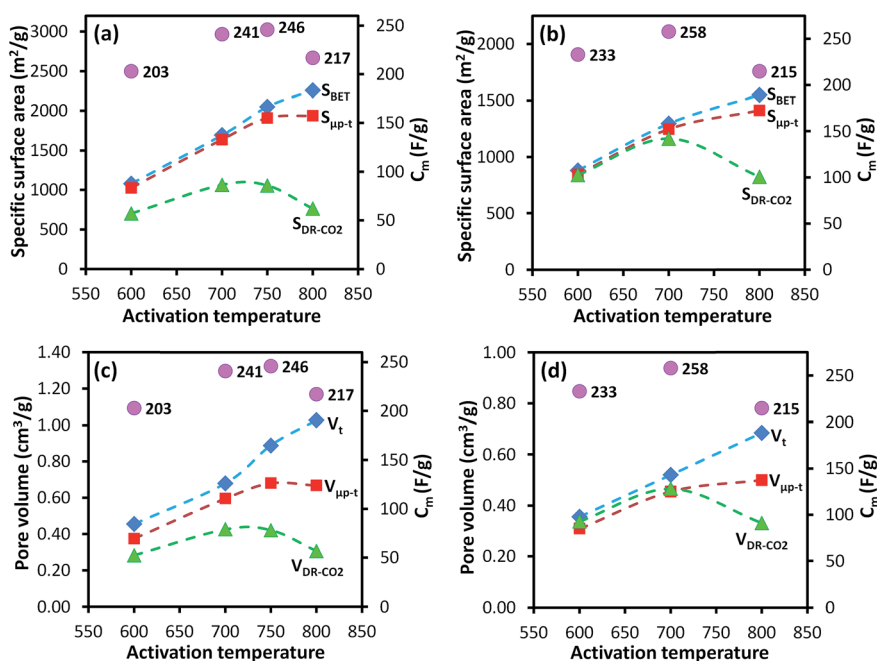 (a)
Specific surface area (m²/g)
3000
2500
2000
1500
1000
500
0
203
241
246
217
S_BET
S_μp-t
S_DR-CO2
250
200
150
100
50
0
C_m (F/g)
550 600 650 700 750 800 850
Activation temperature
(b)
Specific surface area (m²/g)
2000
1500
1000
500
0
233
258
215
S_BET
S_μp-t
S_DR-CO2
250
200
150
100
50
0
C_m (F/g)
550 600 650 700 750 800 850
Activation temperature
(c)
Pore volume (cm³/g)
1.40
1.20
1.00
0.80
0.60
0.40
0.20
0.00
203
241
246
217
V_t
V_μp-t
V_DR-CO2
250
200
150
100
50
0
C_m (F/g)
550 600 650 700 750 800 850
Activation temperature
(d)
Pore volume (cm³/g)
1.00
0.80
0.60
0.40
0.20
0.00
233
258
215
V_t
V_μp-t
V_DR-CO2
250
200
150
100
50
0
C_m (F/g)
550 600 650 700 750 800 850
Activation temperature